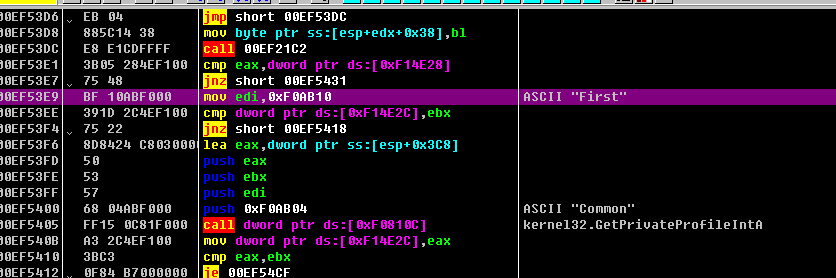 00EF53D6 EB 04 jmp short 00EF53DC
00EF53D8 885C14 38 mov byte ptr ss:[esp+edx+0x38],bl
00EF53DC E8 E1CDFFFF call 00EF21C2
00EF53E1 3B05 284EF100 cmp eax,dword ptr ds:[0xF14E28]
00EF53E7 75 48 jnz short 00EF5431
00EF53E9 BF 10ABF000 mov edi,0xF0AB10 ASCII "First"
00EF53EE 391D 2C4EF100 cmp dword ptr ds:[0xF14E2C],ebx
00EF53F4 75 22 jnz short 00EF5418
00EF53F6 8D8424 C8030000 lea eax,dword ptr ss:[esp+0x3C8]
00EF53FD 50 push eax
00EF53FE 53 push ebx
00EF53FF 57 push edi
00EF5400 68 04ABF000 push 0xF0AB04 ASCII "Common"
00EF5405 FF15 0C81F000 call dword ptr ds:[0xF0810C] kernel32.GetPrivateProfileIntA
00EF540B A3 2C4EF100 mov dword ptr ds:[0xF14E2C],eax
00EF5410 3BC3 cmp eax,ebx
00EF5412 0F84 B7000000 je 00EF54CF